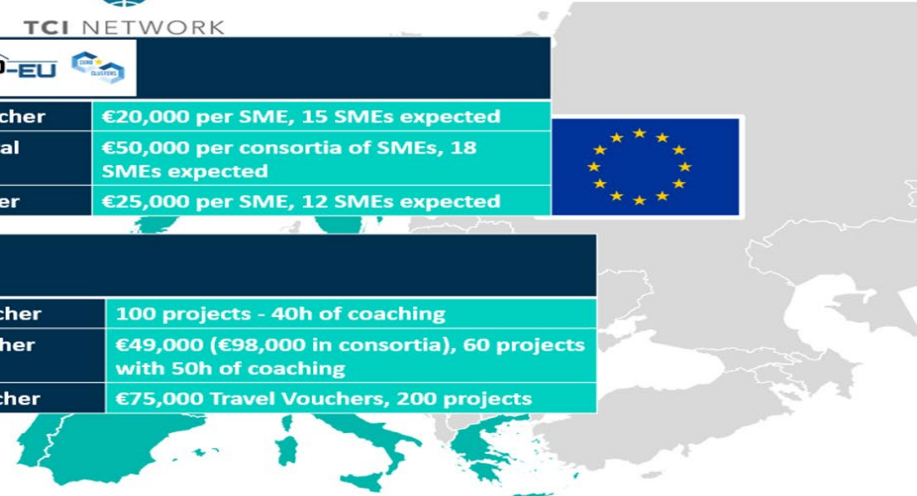 TCI NETWORK
-EU EURO CLUSTERS
cher €20,000 per SME, 15 SMEs expected
al €50,000 per consortia of SMEs, 18
SMEs expected
er €25,000 per SME, 12 SMEs expected
cher 100 projects - 40h of coaching
her €49,000 (€98,000 in consortia), 60 projects
with 50h of coaching
cher €75,000 Travel Vouchers, 200 projects